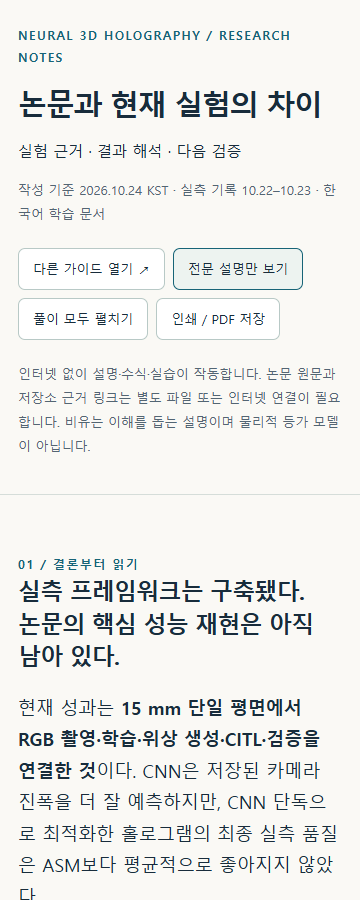 NEURAL 3D HOLOGRAPHY / RESEARCH
NOTES
논문과 현재 실험의 차이
실험 근거 · 결과 해석 · 다음 검증
작성 기준 2026.10.24 KST · 실측 기록 10.22–10.23 · 한
국어 학습 문서
다른 가이드 열기 ↗
전문 설명만 보기
풀이 모두 펼치기
인쇄 / PDF 저장
인터넷 없이 설명·수식·실습이 작동합니다. 논문 원문과
저장소 근거 링크는 별도 파일 또는 인터넷 연결이 필요
합니다. 비유는 이해를 돕는 설명이며 물리적 등가 모델
이 아닙니다.
01 / 결론부터 읽기
실측 프레임워크는 구축됐다.
논문의 핵심 성능 재현은 아직
남아 있다.
현재 성과는 15 mm 단일 평면에서
RGB 촬영·학습·위상 생성·CITL·검증을
연결한 것이다. CNN은 저장된 카메라
진폭을 더 잘 예측하지만, CNN 단독으
로 최적화한 홀로그램의 최종 실측 품질
은 ASM보다 평균적으로 좋아지지 않았
다.